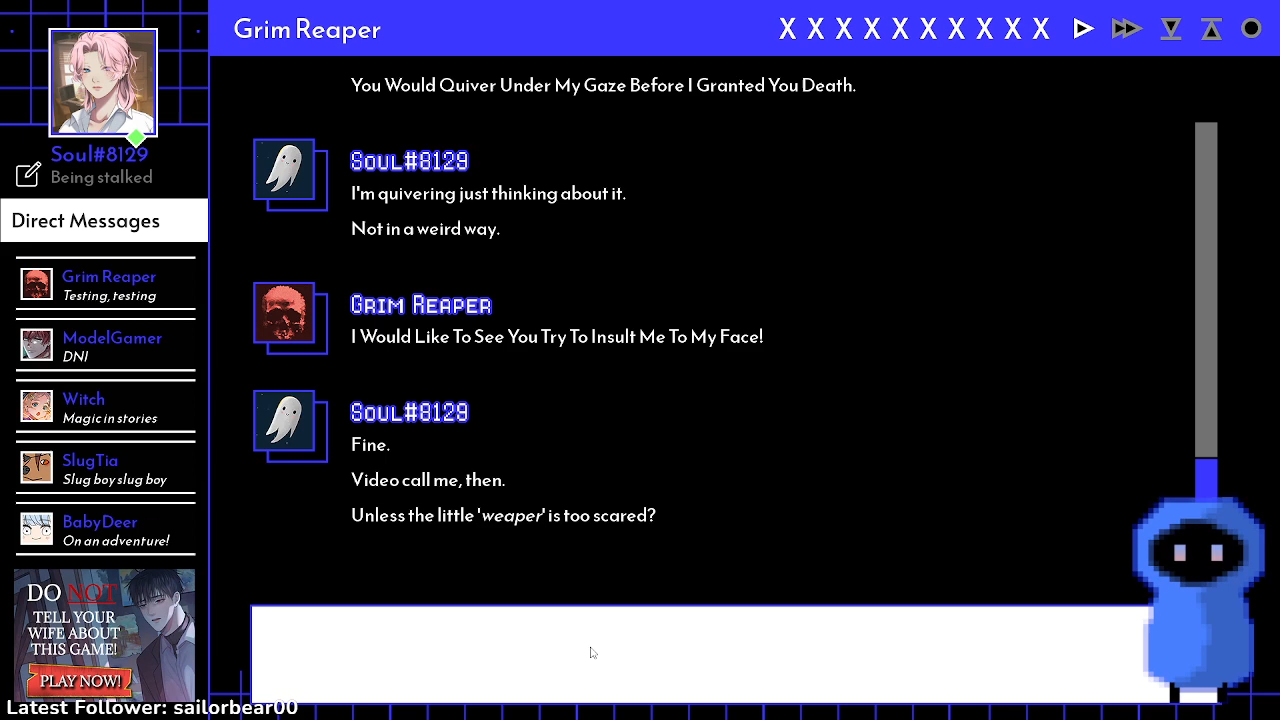 Grim Reaper
X X X X X X X X X X
You Would Quiver Under My Gaze Before I Granted You Death.
Soul#8129
Being stalked
Direct Messages
Grim Reaper
Testing, testing
ModelGamer
DNI
Witch
Magic in stories
SlugTia
Slug boy slug boy
BabyDeer
On an adventure!
DO NOT
TELL YOUR
WIFE ABOUT
THIS GAME!
PLAY NOW!
Soul#8129
I'm quivering just thinking about it.
Not in a weird way.
Grim Reaper
I Would Like To See You Try To Insult Me To My Face!
Soul#8129
Fine.
Video call me, then.
Unless the little 'weaper' is too scared?
Latest Follower: sailorbear00